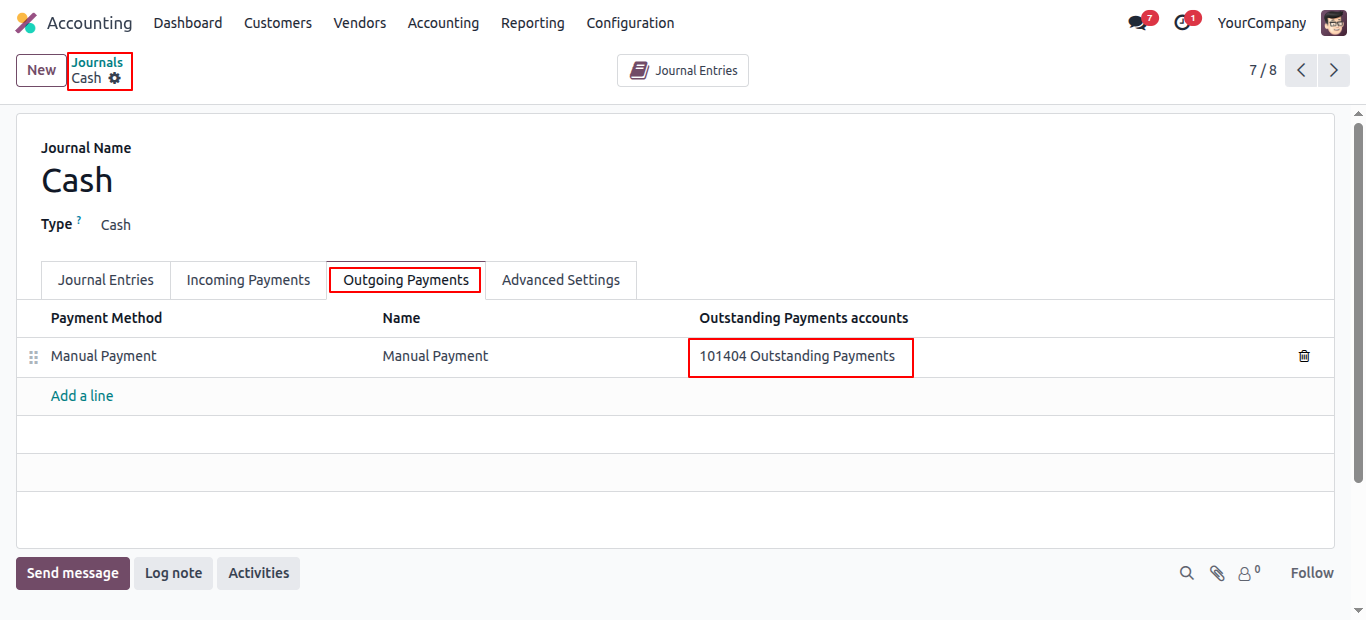 Accounting Dashboard Customers Vendors Accounting Reporting Configuration 7 1 YourCompany
New Journals
Cash
Journal Entries
7 / 8
Journal Name
Cash
Type ? Cash
Journal Entries Incoming Payments Outgoing Payments Advanced Settings
Payment Method Name Outstanding Payments accounts
Manual Payment Manual Payment 101404 Outstanding Payments
Add a line
Send message Log note Activities 0 Follow